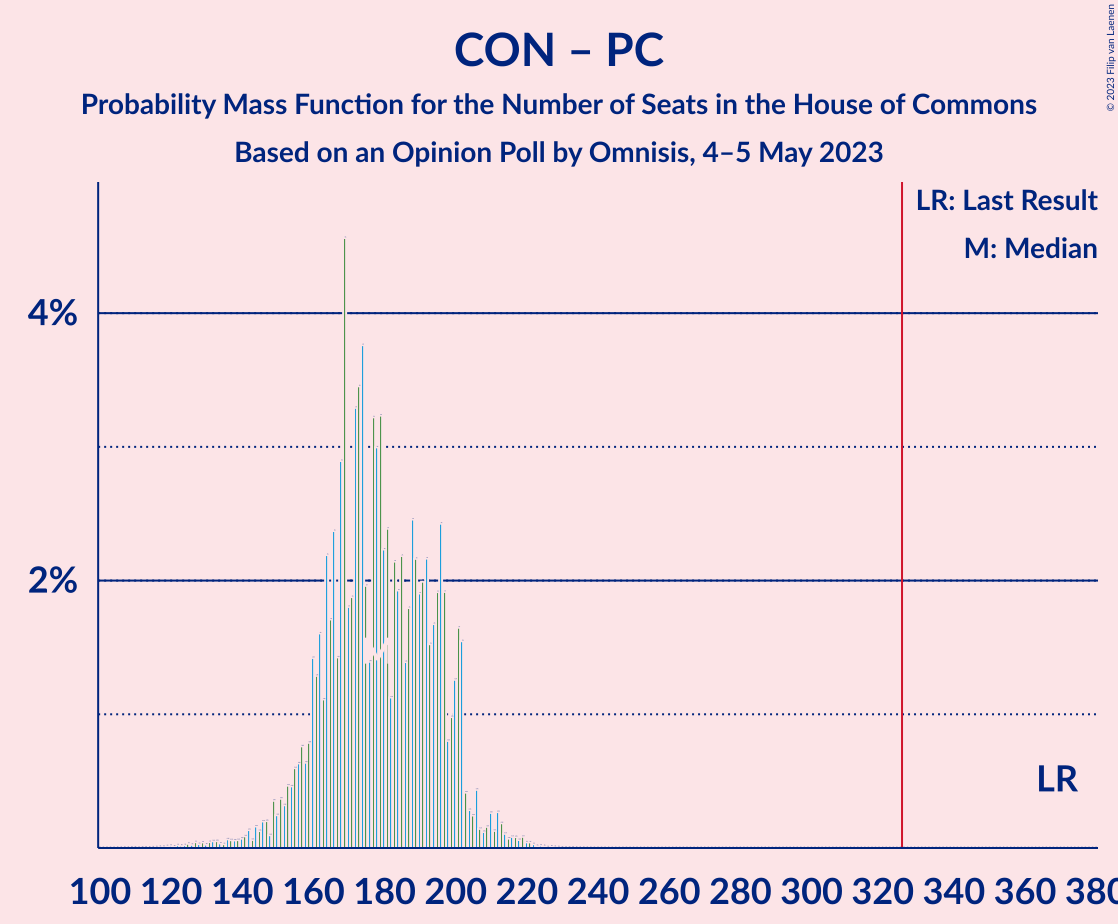 CON – PC
Probability Mass Function for the Number of Seats in the House of Commons
Based on an Opinion Poll by Omnisis, 4–5 May 2023
© 2023 Filip van Laenen
LR: Last Result
M: Median
4%
2%
LR
100 120 140 160 180 200 220 240 260 280 300 320 340 360 380